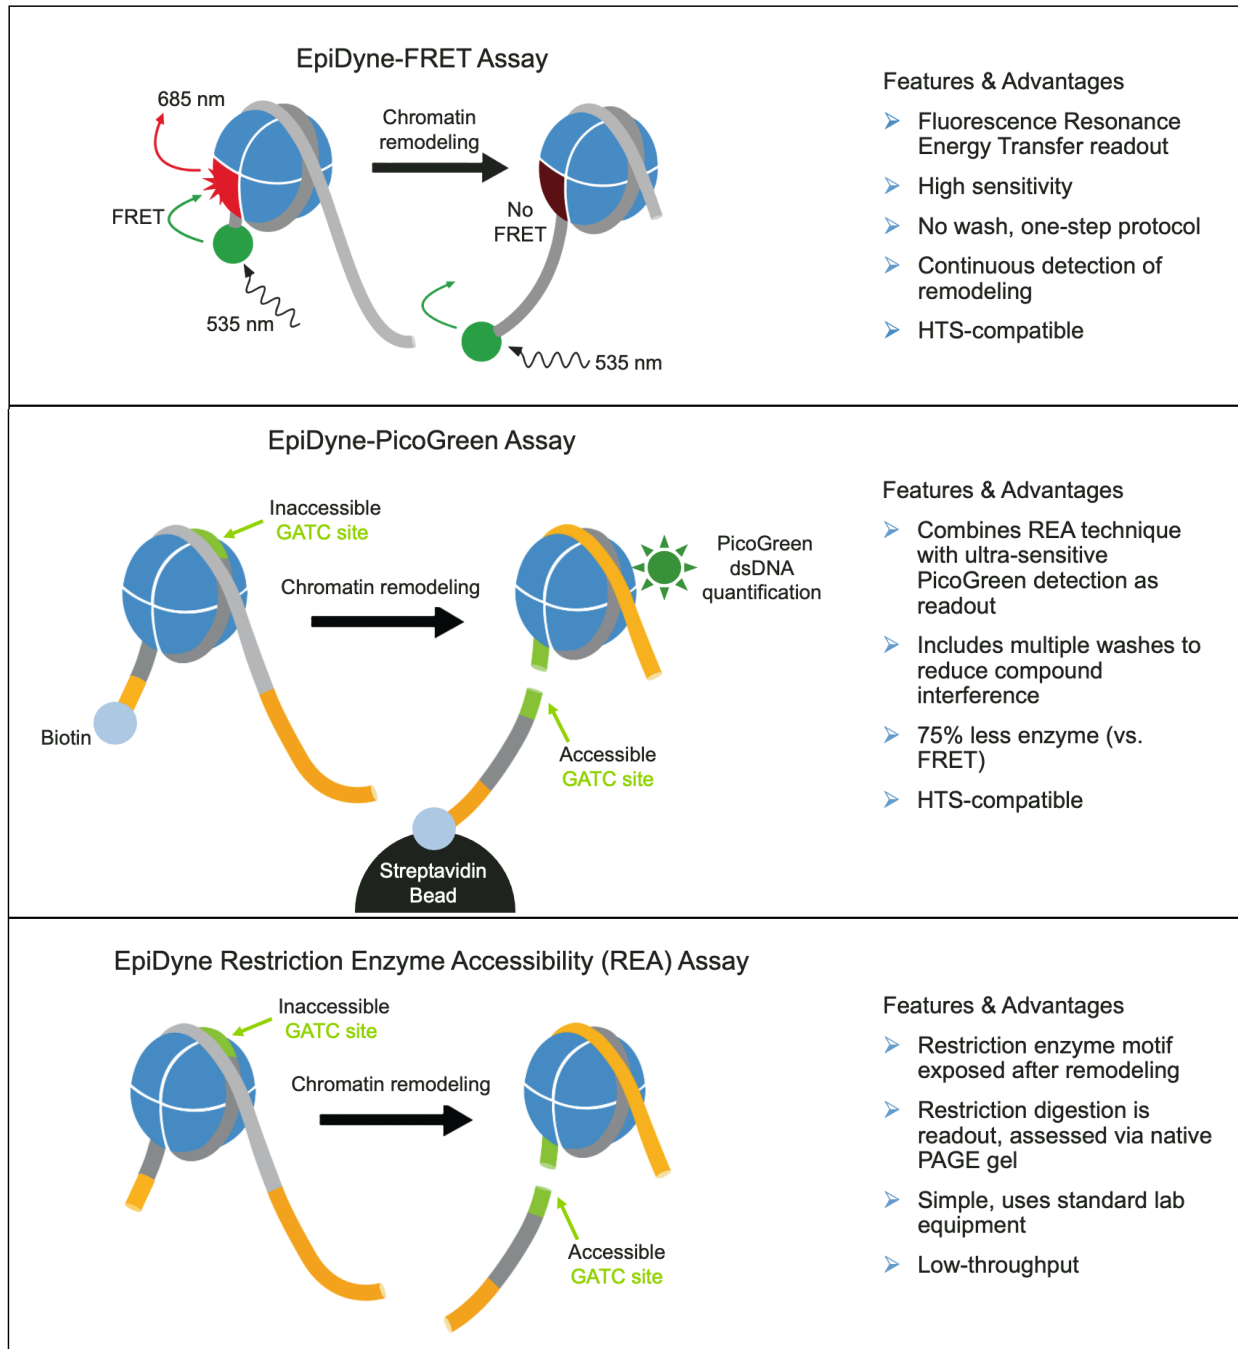 EpiDyne-FRET Assay
685 nm
FRET
535 nm
Chromatin
remodeling
No
FRET
535 nm
Features & Advantages
Fluorescence Resonance
Energy Transfer readout
High sensitivity
No wash, one-step protocol
Continuous detection of
remodeling
HTS-compatible
EpiDyne-PicoGreen Assay
Inaccessible
GATC site
Chromatin remodeling
Biotin
PicoGreen
dsDNA
quantification
Accessible
GATC site
Streptavidin
Bead
Features & Advantages
Combines REA technique
with ultra-sensitive
PicoGreen detection as
readout
Includes multiple washes to
reduce compound
interference
75% less enzyme (vs.
FRET)
HTS-compatible
EpiDyne Restriction Enzyme Accessibility (REA) Assay
Inaccessible
GATC site
Chromatin remodeling
Accessible
GATC site
Features & Advantages
Restriction enzyme motif
exposed after remodeling
Restriction digestion is
readout, assessed via native
PAGE gel
Simple, uses standard lab
equipment
Low-throughput